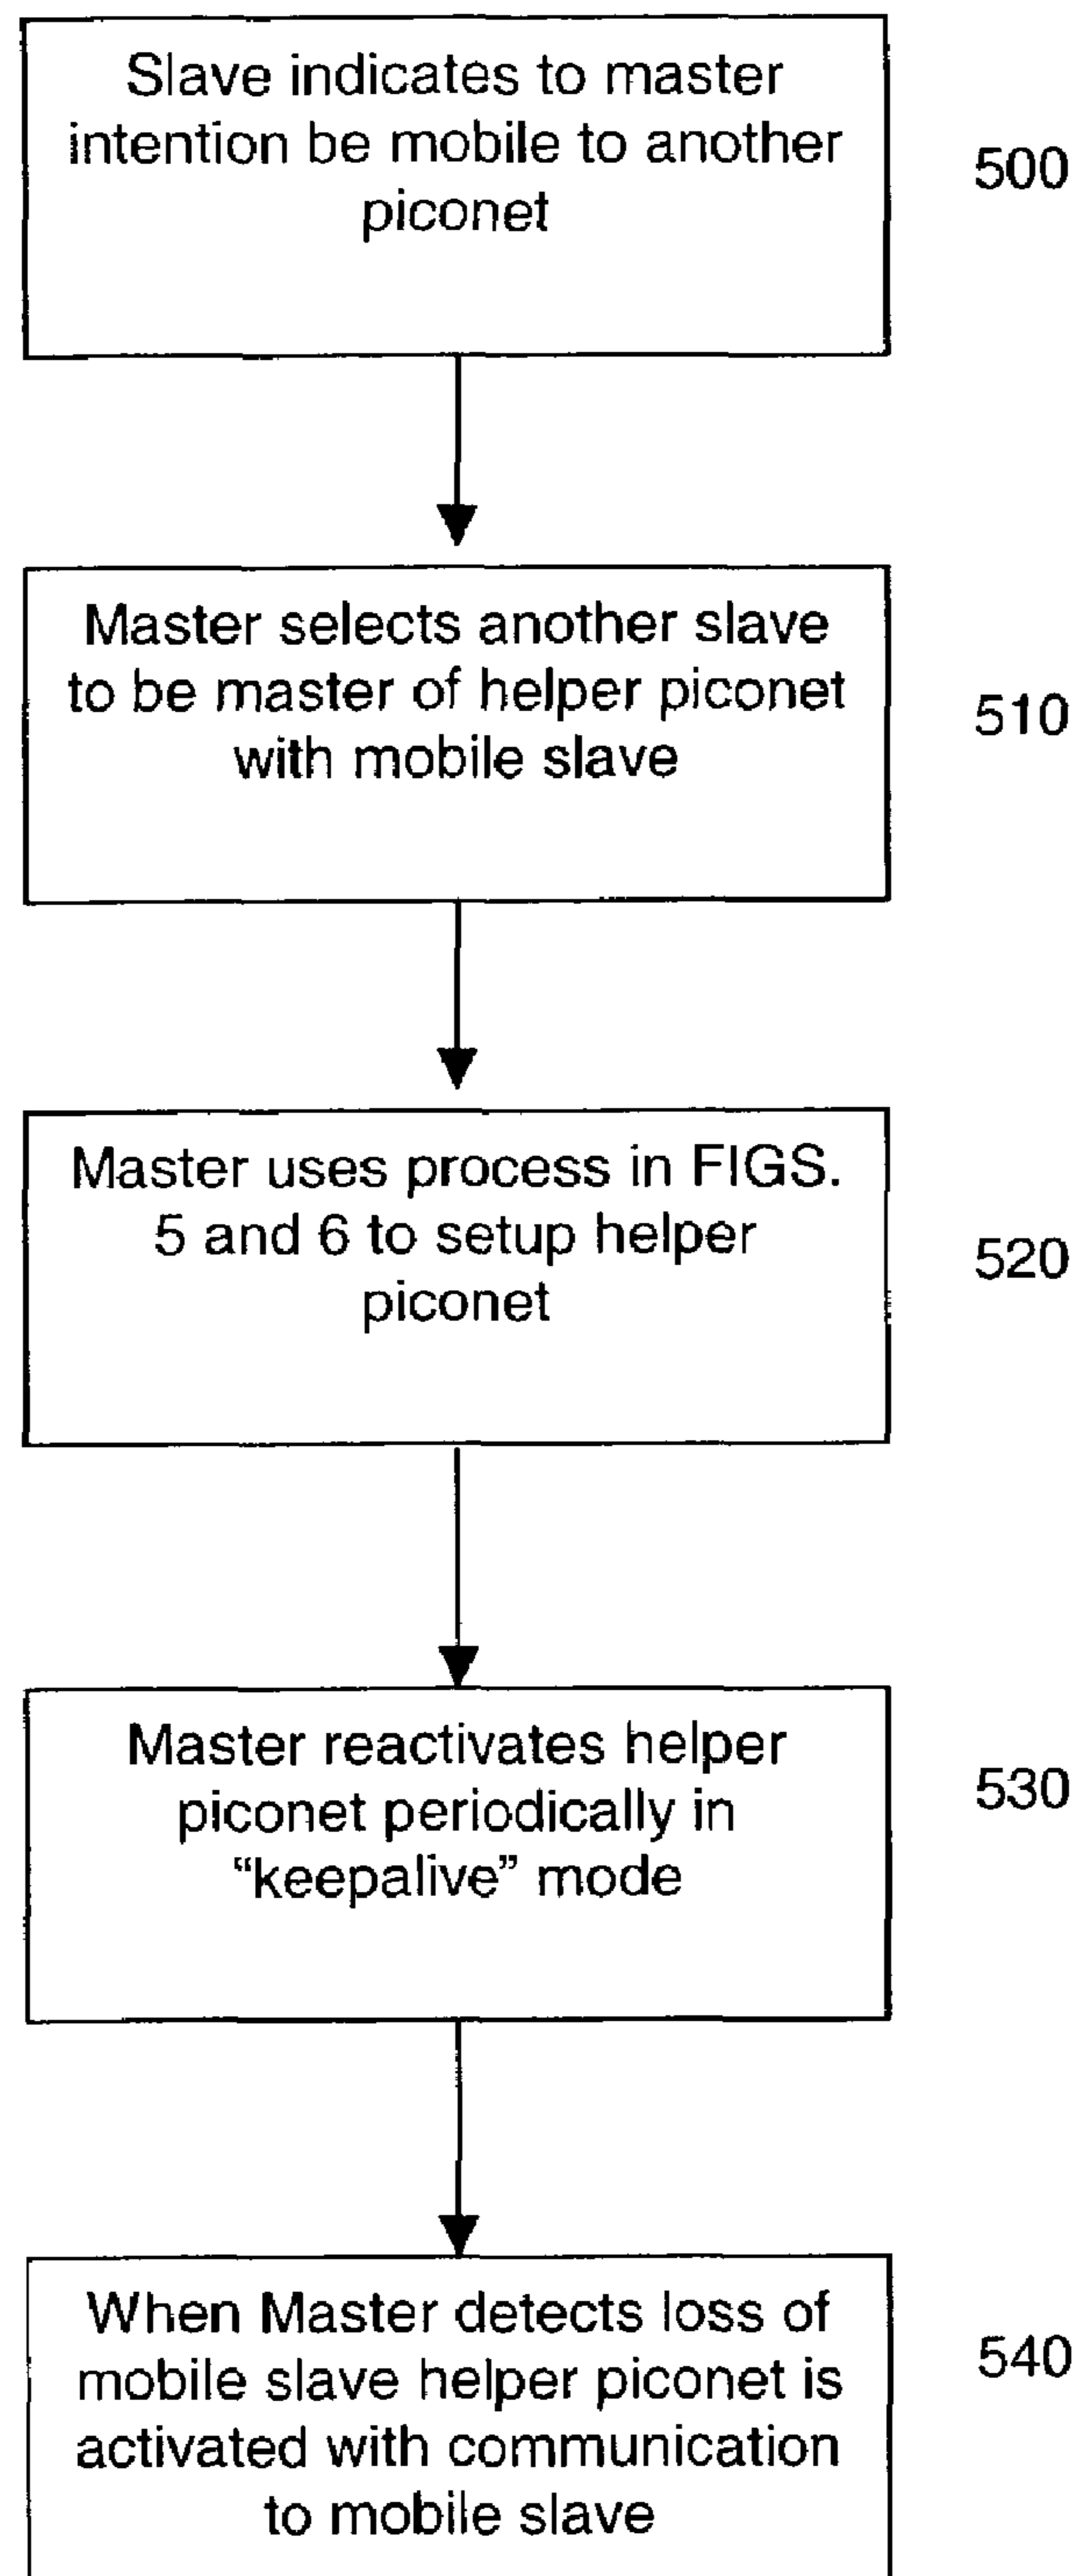 Slave indicates to master
intention be mobile to another
piconet
500
Master selects another slave
to be master of helper piconet
with mobile slave
510
Master uses process in FIGS.
5 and 6 to setup helper
piconet
520
Master reactivates helper
piconet periodically in
“keepalive” mode
530
When Master detects loss of
mobile slave helper piconet is
activated with communication
to mobile slave
540